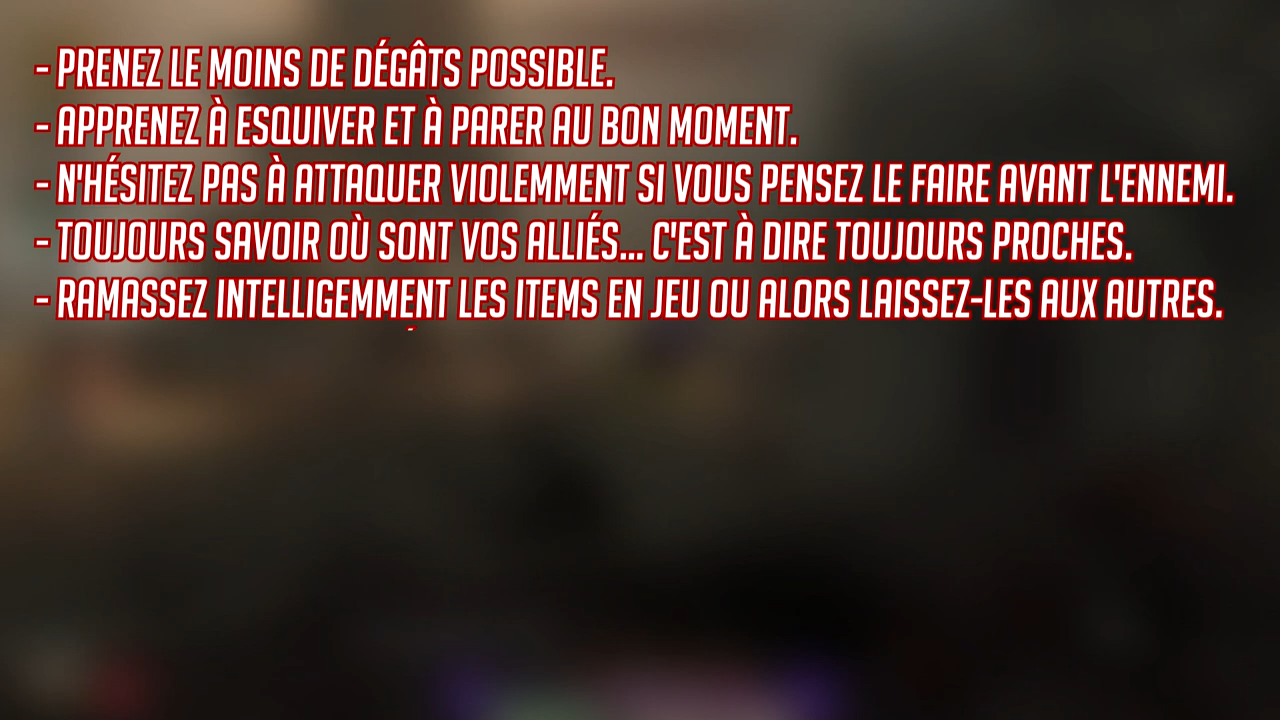 - PRENEZ LE MOINS DE DÉGÂTS POSSIBLE.
- APPRENEZ À ESQUIVER ET À PARER AU BON MOMENT.
- N'HÉSITEZ PAS À ATTAQUER VIOLEMMENT SI VOUS PENSEZ LE FAIRE AVANT L'ENNEMI.
- TOUJOURS SAVOIR OÙ SONT VOS ALLIÉS... C'EST À DIRE TOUJOURS PROCHES.
- RAMASSEZ INTELLIGEMMENT LES ITEMS EN JEU OU ALORS LAISSEZ-LES AUX AUTRES.